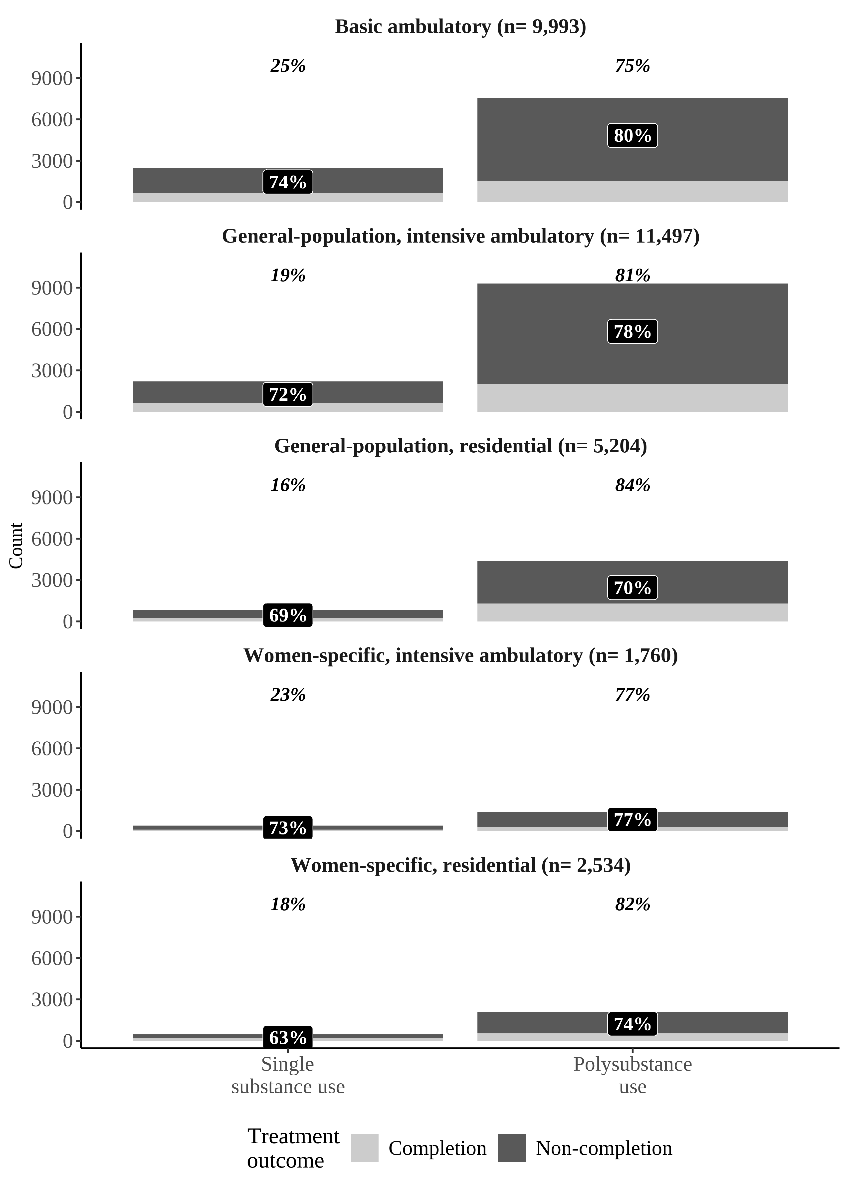 Basic ambulatory (n= 9,993)
25% 75%
9000
6000
3000
0
80%
74%
General-population, intensive ambulatory (n= 11,497)
19% 81%
9000
6000
3000
0
78%
72%
General-population, residential (n= 5,204)
16% 84%
9000
6000
3000
0
70%
69%
Count
Women-specific, intensive ambulatory (n= 1,760)
23% 77%
9000
6000
3000
0
77%
73%
Women-specific, residential (n= 2,534)
18% 82%
9000
6000
3000
0
74%
63%
Single
substance use
Polysubstance
use
Treatment
outcome
Completion
Non-completion